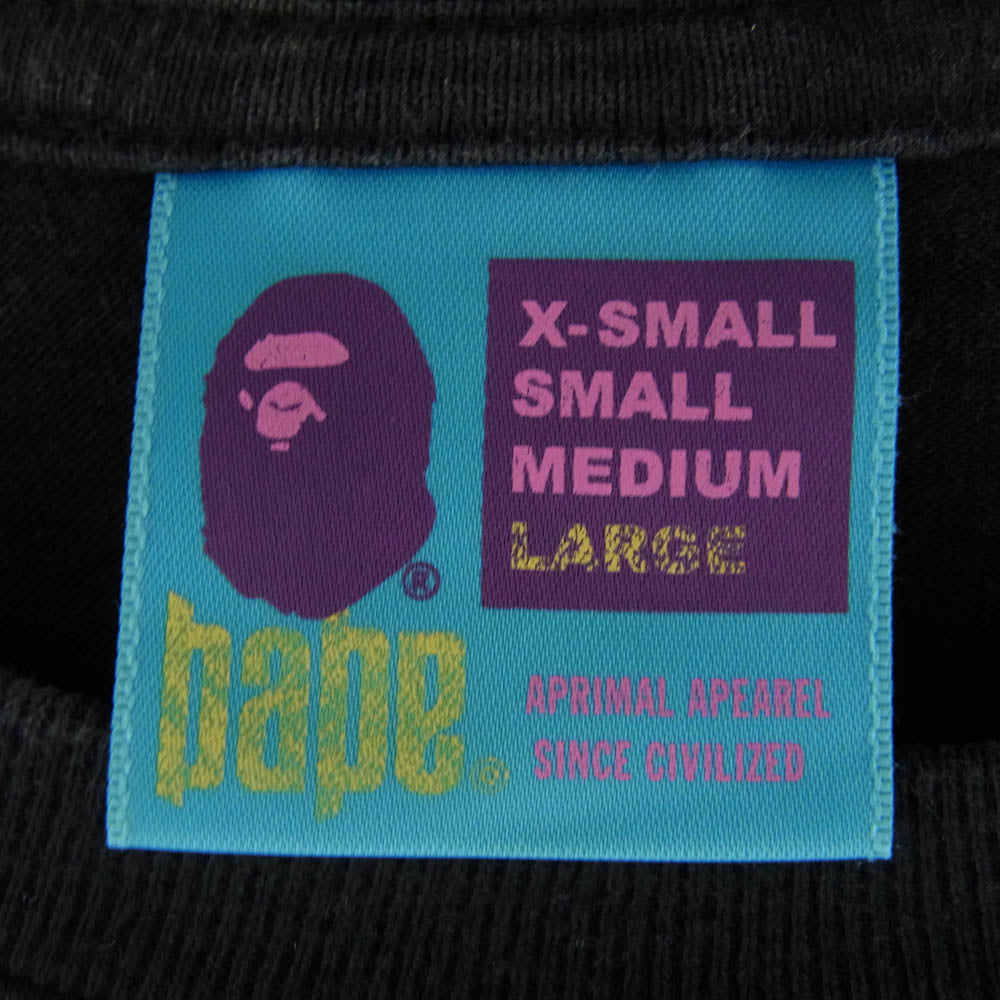 X-SMALL
SMALL
MEDIUM
LARGE
®
bape®
APRIMAL APEAREL
SINCE CIVILIZED